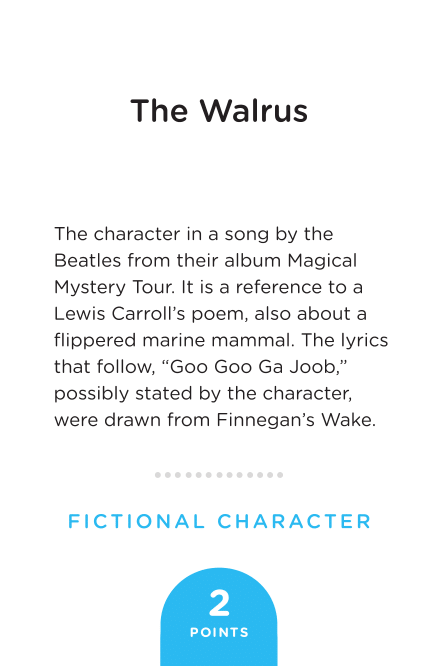 The Walrus
The character in a song by the
Beatles from their album Magical
Mystery Tour. It is a reference to a
Lewis Carroll’s poem, also about a
flippered marine mammal. The lyrics
that follow, “Goo Goo Ga Joob,”
possibly stated by the character,
were drawn from Finnegan’s Wake.
FICTIONAL CHARACTER
2
POINTS